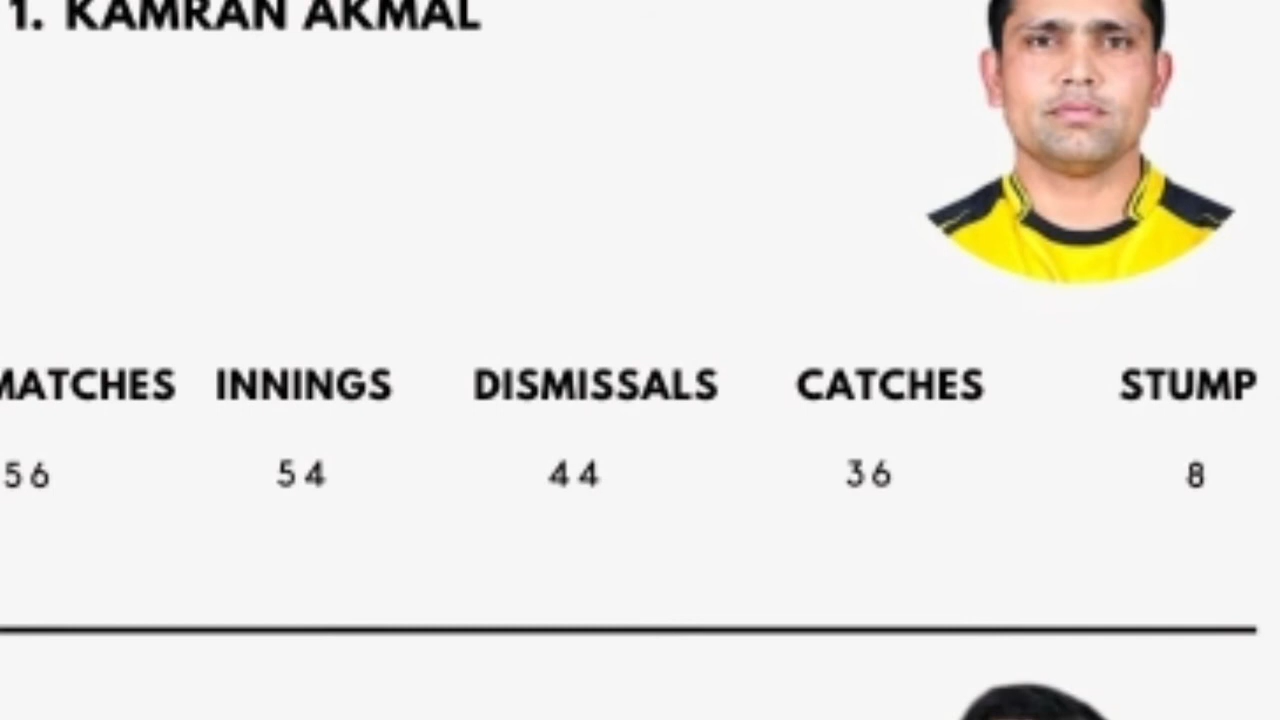 1. KAMRAN AKMAL
MATCHES INNINGS DISMISSALS CATCHES STUMP
56 54 44 36 8